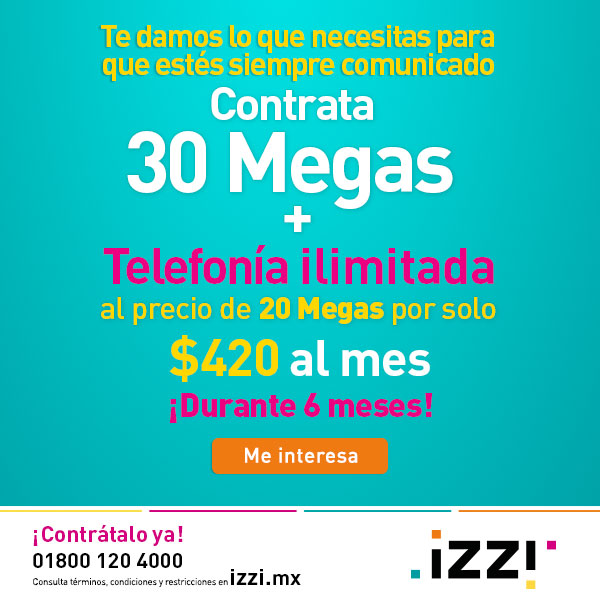 Te damos lo que necesitas para
que estés siempre comunicado
Contrata
30 Megas
+
Telefonía ilimitada
al precio de 20 Megas por solo
$420 al mes
¡Durante 6 meses!
Me interesa
¡Contrátalo ya!
01800 120 4000
Consulta términos, condiciones y restricciones en izzi.mx
izzi